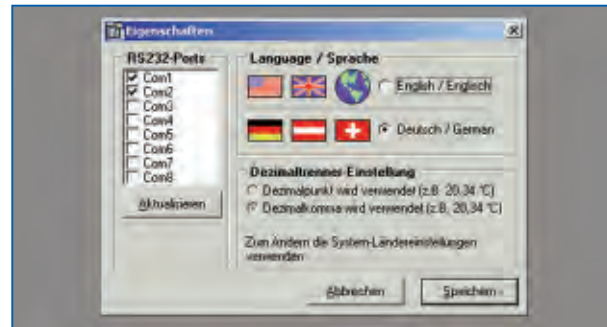 Eigenschaften
RS232-Ports
Com1
Com2
Com3
Com4
Com5
Com6
Com7
Com8
Aktualisieren
Language / Sprache
English / Englisch
Deutsch / German
Dezimaltrenner-Einstellung
Dezimalpunkt wird verwendet (z.B. 20.34 °C)
Dezimalkomma wird verwendet (z.B. 20,34 °C)
Zum Ändern die System-Ländereinstellungen
verwenden
Abbrechen
Speichern